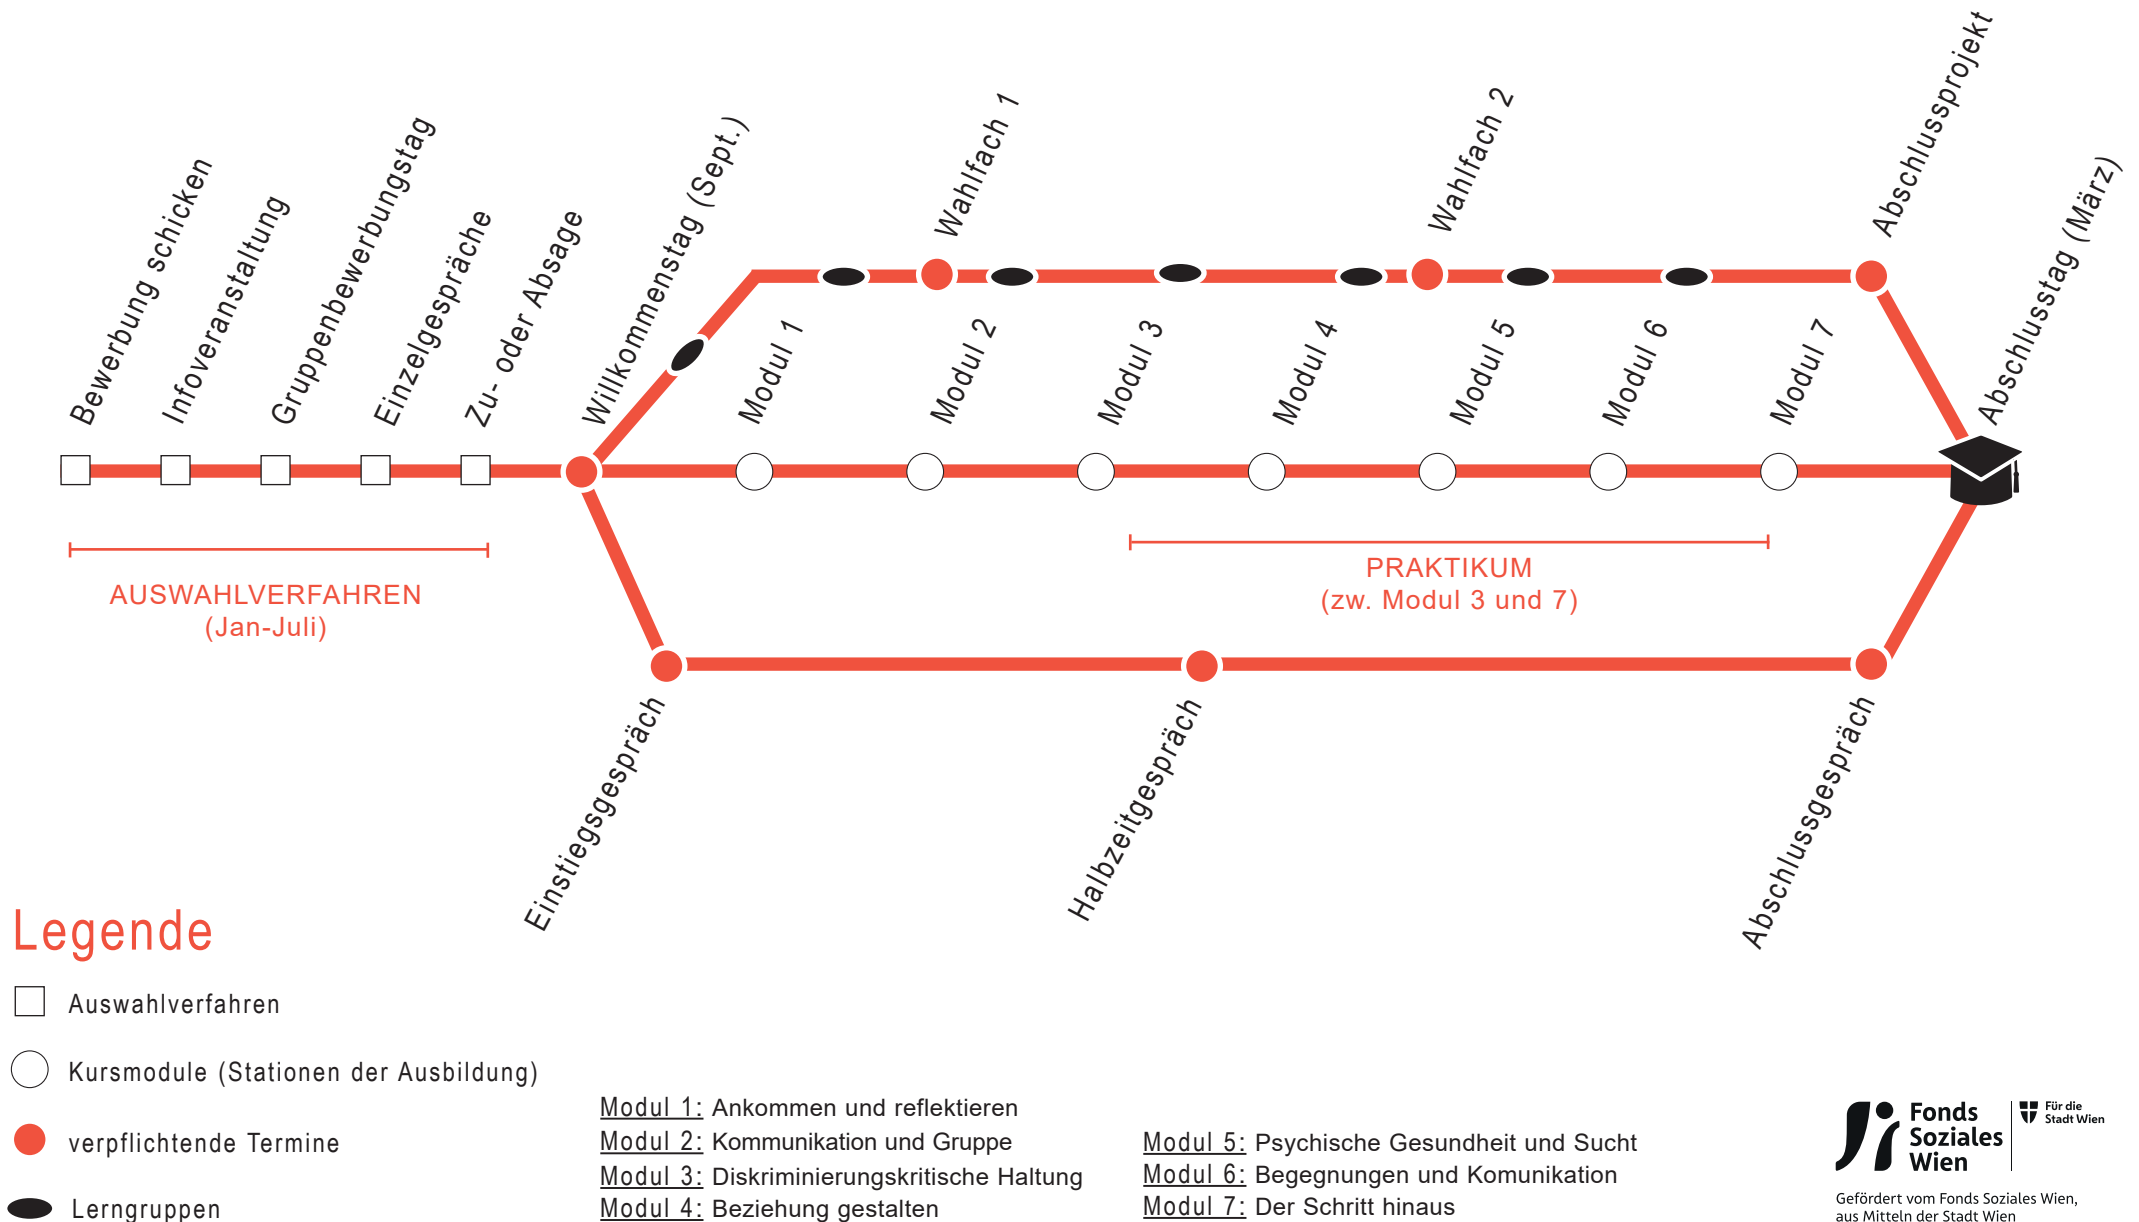 Bewerbung schicken
Infoveranstaltung
Gruppenbewerbungstag
Einzelgespräche
Zu- oder Absage
Willkommenstag (Sept.)
Wahlfach 1
Wahlfach 2
Abschlussprojekt
Abschlusstag (März)
Modul 1
Modul 2
Modul 3
Modul 4
Modul 5
Modul 6
Modul 7
AUSWAHLVERFAHREN
(Jan-Juli)
PRAKTIKUM
(zw. Modul 3 und 7)
Einstiegsgespräch
Halbzeitgespräch
Abschlussgespräch
Legende
Auswahlverfahren
Kursmodule (Stationen der Ausbildung)
verpflichtende Termine
Lerngruppen
Modul 1: Ankommen und reflektieren
Modul 2: Kommunikation und Gruppe
Modul 3: Diskriminierungskritische Haltung
Modul 4: Beziehung gestalten
Modul 5: Psychische Gesundheit und Sucht
Modul 6: Begegnungen und Komunikation
Modul 7: Der Schritt hinaus
Fonds
Soziales
Wien
Für die
Stadt Wien
Gefördert vom Fonds Soziales Wien,
aus Mitteln der Stadt Wien